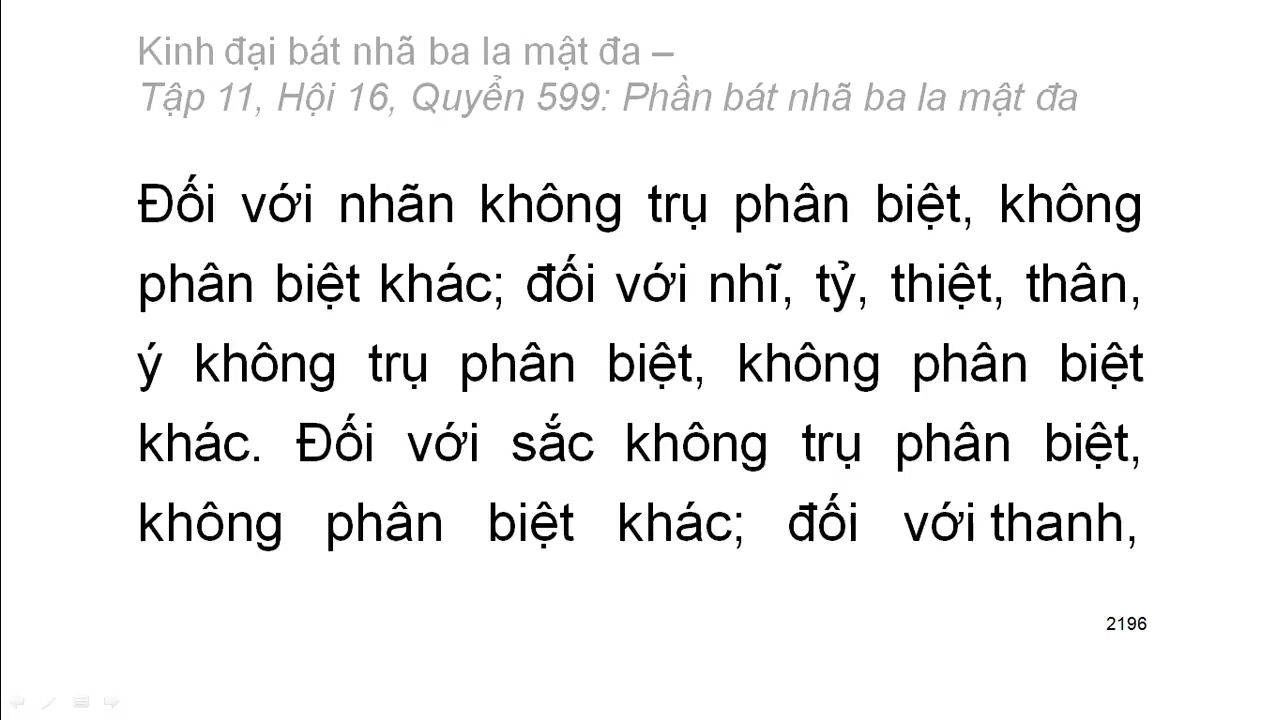 Kinh đại bát nhã ba la mật đa –
Tập 11, Hội 16, Quyển 599: Phần bát nhã ba la mật đa
Đối với nhãn không trụ phân biệt, không
phân biệt khác; đối với nhĩ, tỷ, thiệt, thân,
ý không trụ phân biệt, không phân biệt
khác. Đối với sắc không trụ phân biệt,
không phân biệt khác; đối với thanh,
2196